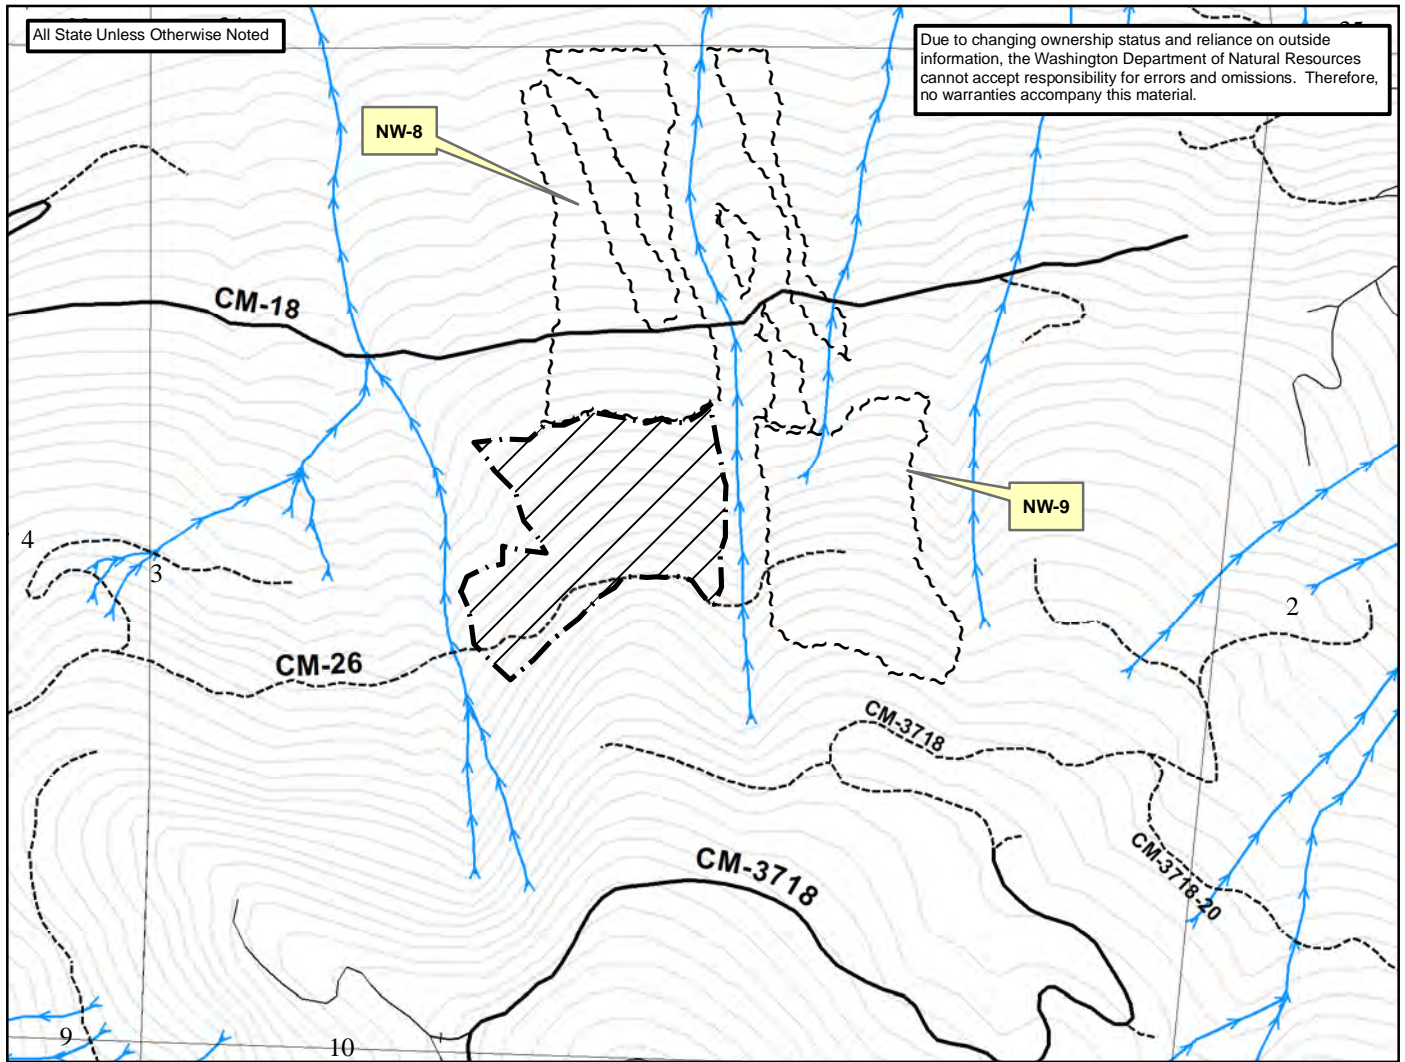 All State Unless Otherwise Noted
Due to changing ownership status and reliance on outside
information, the Washington Department of Natural Resources
cannot accept responsibility for errors and omissions. Therefore,
no warranties accompany this material.
NW-8
CM-18
NW-9
4
3
2
CM-26
CM-3718
CM-3718
CM-3718-20
9
10